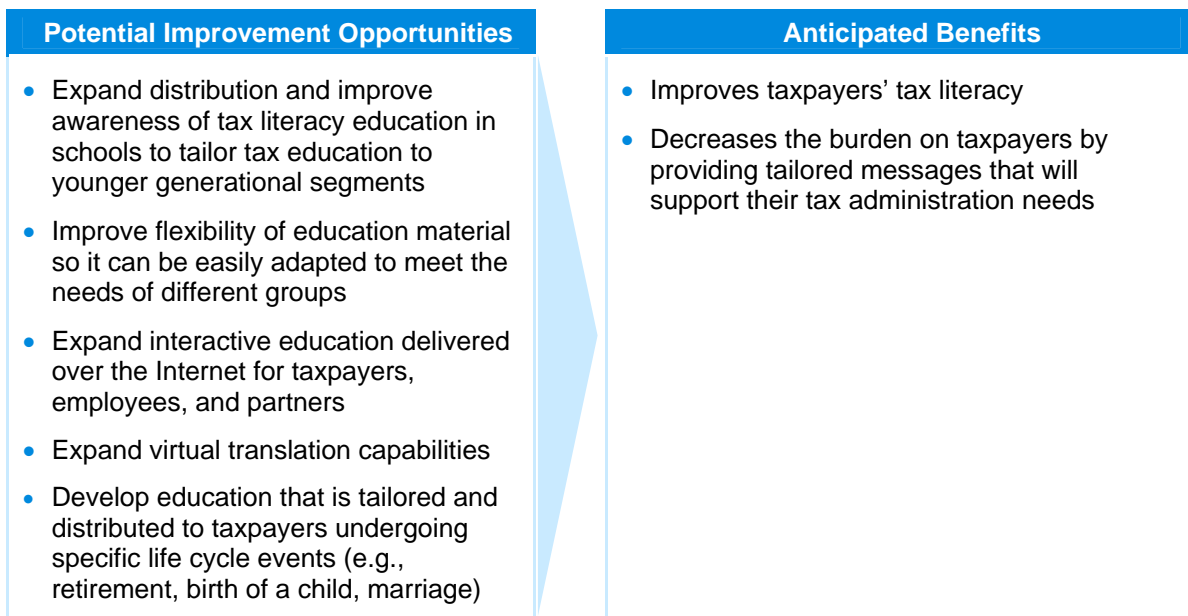 Potential Improvement Opportunities
• Expand distribution and improve
awareness of tax literacy education in
schools to tailor tax education to
younger generational segments
• Improve flexibility of education material
so it can be easily adapted to meet the
needs of different groups
• Expand interactive education delivered
over the Internet for taxpayers,
employees, and partners
• Expand virtual translation capabilities
• Develop education that is tailored and
distributed to taxpayers undergoing
specific life cycle events (e.g.,
retirement, birth of a child, marriage)
Anticipated Benefits
• Improves taxpayers’ tax literacy
• Decreases the burden on taxpayers by
providing tailored messages that will
support their tax administration needs